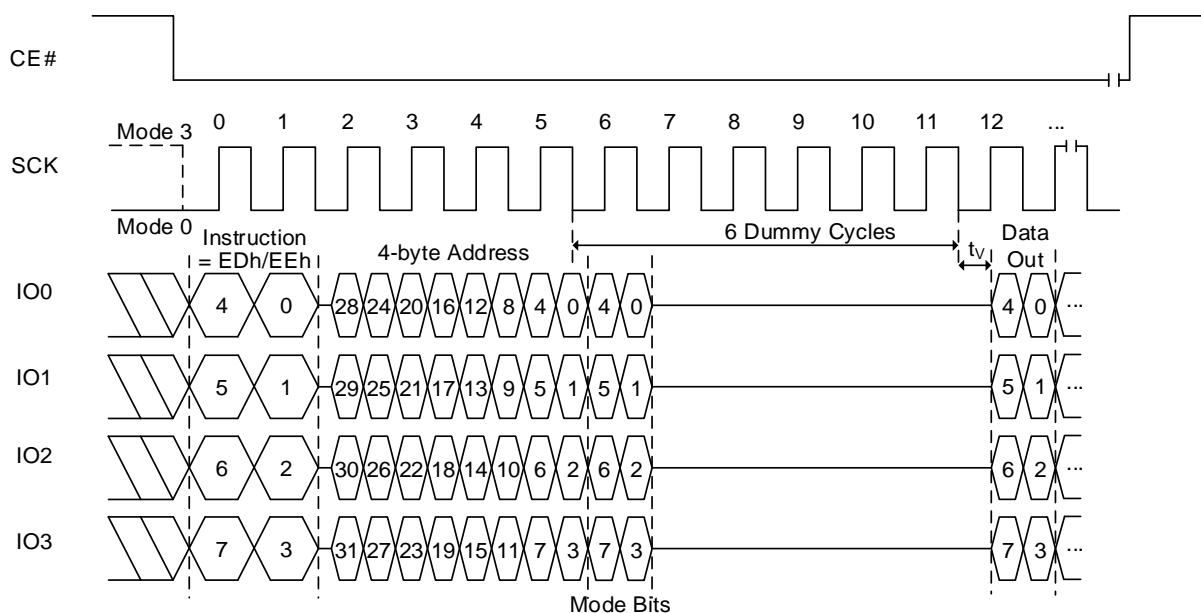 CE#
0 1 2 3 4 5 6 7 8 9 10 11 12 ...
Mode 3
SCK
Mode 0
Instruction
= EDh/EEh
4-byte Address
6 Dummy Cycles
tV
Data
Out
IO0 4 0 28 24 20 16 12 8 4 0 4 0 4 0 ...
IO1 5 1 29 25 21 17 13 9 5 1 5 1 5 1 ...
IO2 6 2 30 26 22 18 14 10 6 2 6 2 6 2 ...
IO3 7 3 31 27 23 19 15 11 7 3 7 3 7 3 ...
Mode Bits